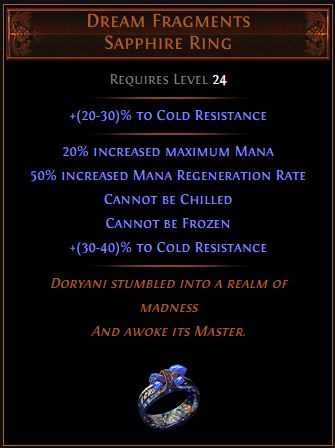 Dream Fragments
Sapphire Ring
Requires Level 24
+(20-30)% to Cold Resistance
20% increased maximum Mana
50% increased Mana Regeneration Rate
Cannot be Chilled
Cannot be Frozen
+(30-40)% to Cold Resistance
Doryani stumbled into a realm of
madness
And awoke its Master.